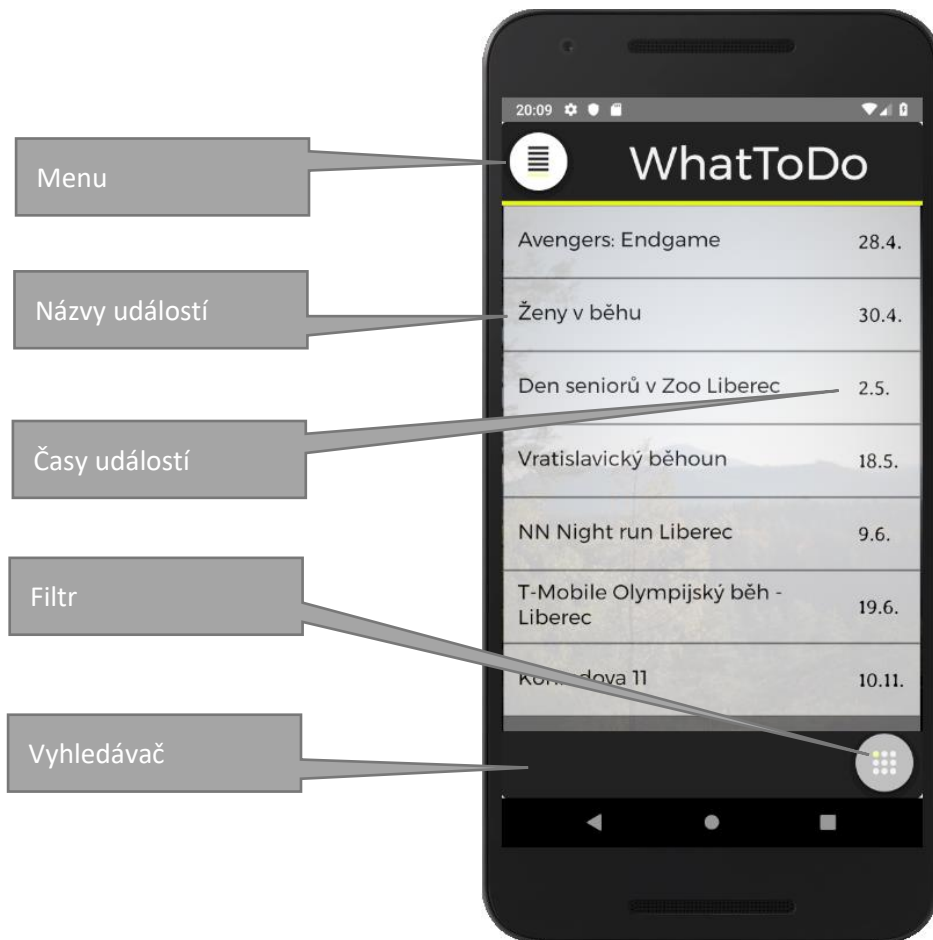 20:09
Menu
WhatToDo
Avengers: Endgame 28.4.
Názvy událostí
Ženy v běhu 30.4.
Den seniorů v Zoo Liberec 2.5.
Časy událostí
Vratislavický běhoun 18.5.
NN Night run Liberec 9.6.
Filtr
T-Mobile Olympijský běh -
Liberec 19.6.
11 10.11.
Vyhledávač